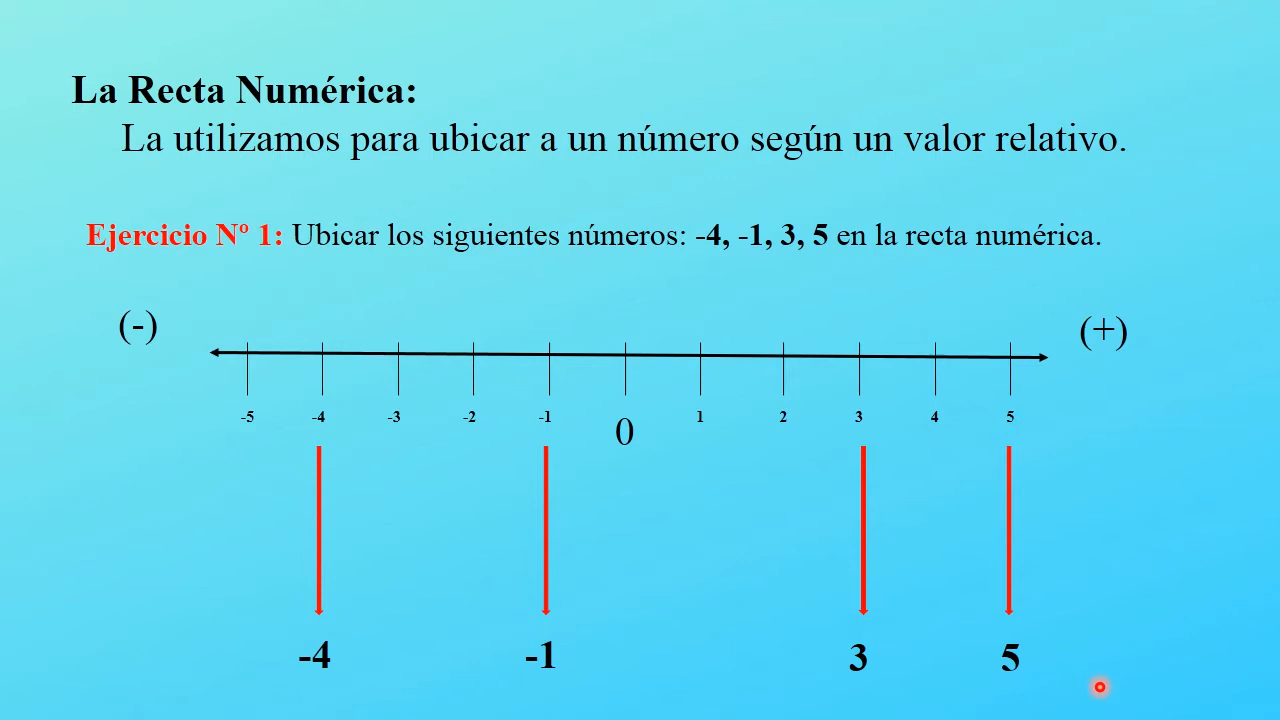 La Recta Numérica:
La utilizamos para ubicar a un número según un valor relativo.
Ejercicio Nº 1: Ubicar los siguientes números: -4, -1, 3, 5 en la recta numérica.
(-) (+)
-5 -4 -3 -2 -1 0 1 2 3 4 5
-4 -1 3 5